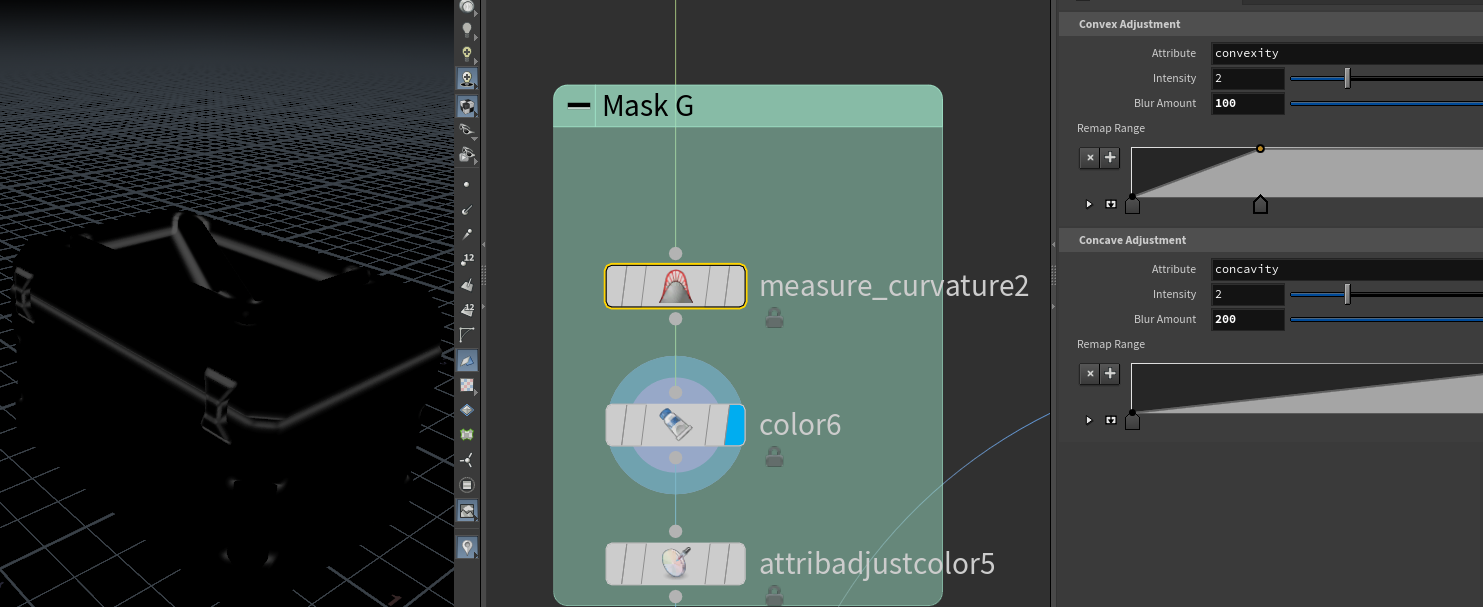 12
12
Mask G
measure_curvature2
color6
attribadjustcolor5
Convex Adjustment
Attribute convexity
Intensity 2
Blur Amount 100
Remap Range
Concave Adjustment
Attribute concavity
Intensity 2
Blur Amount 200
Remap Range